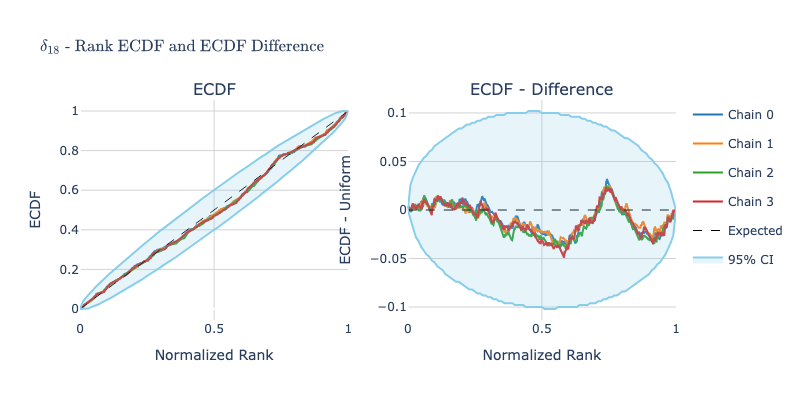 δ₁₈ - Rank ECDF and ECDF Difference
ECDF
ECDF - Difference
ECDF
1
0.8
0.6
0.4
0.2
0
0
0.5
1
Normalized Rank
ECDF - Uniform
0.1
0.05
0
−0.05
−0.1
0
0.5
1
Normalized Rank
Chain 0
Chain 1
Chain 2
Chain 3
Expected
95% CI